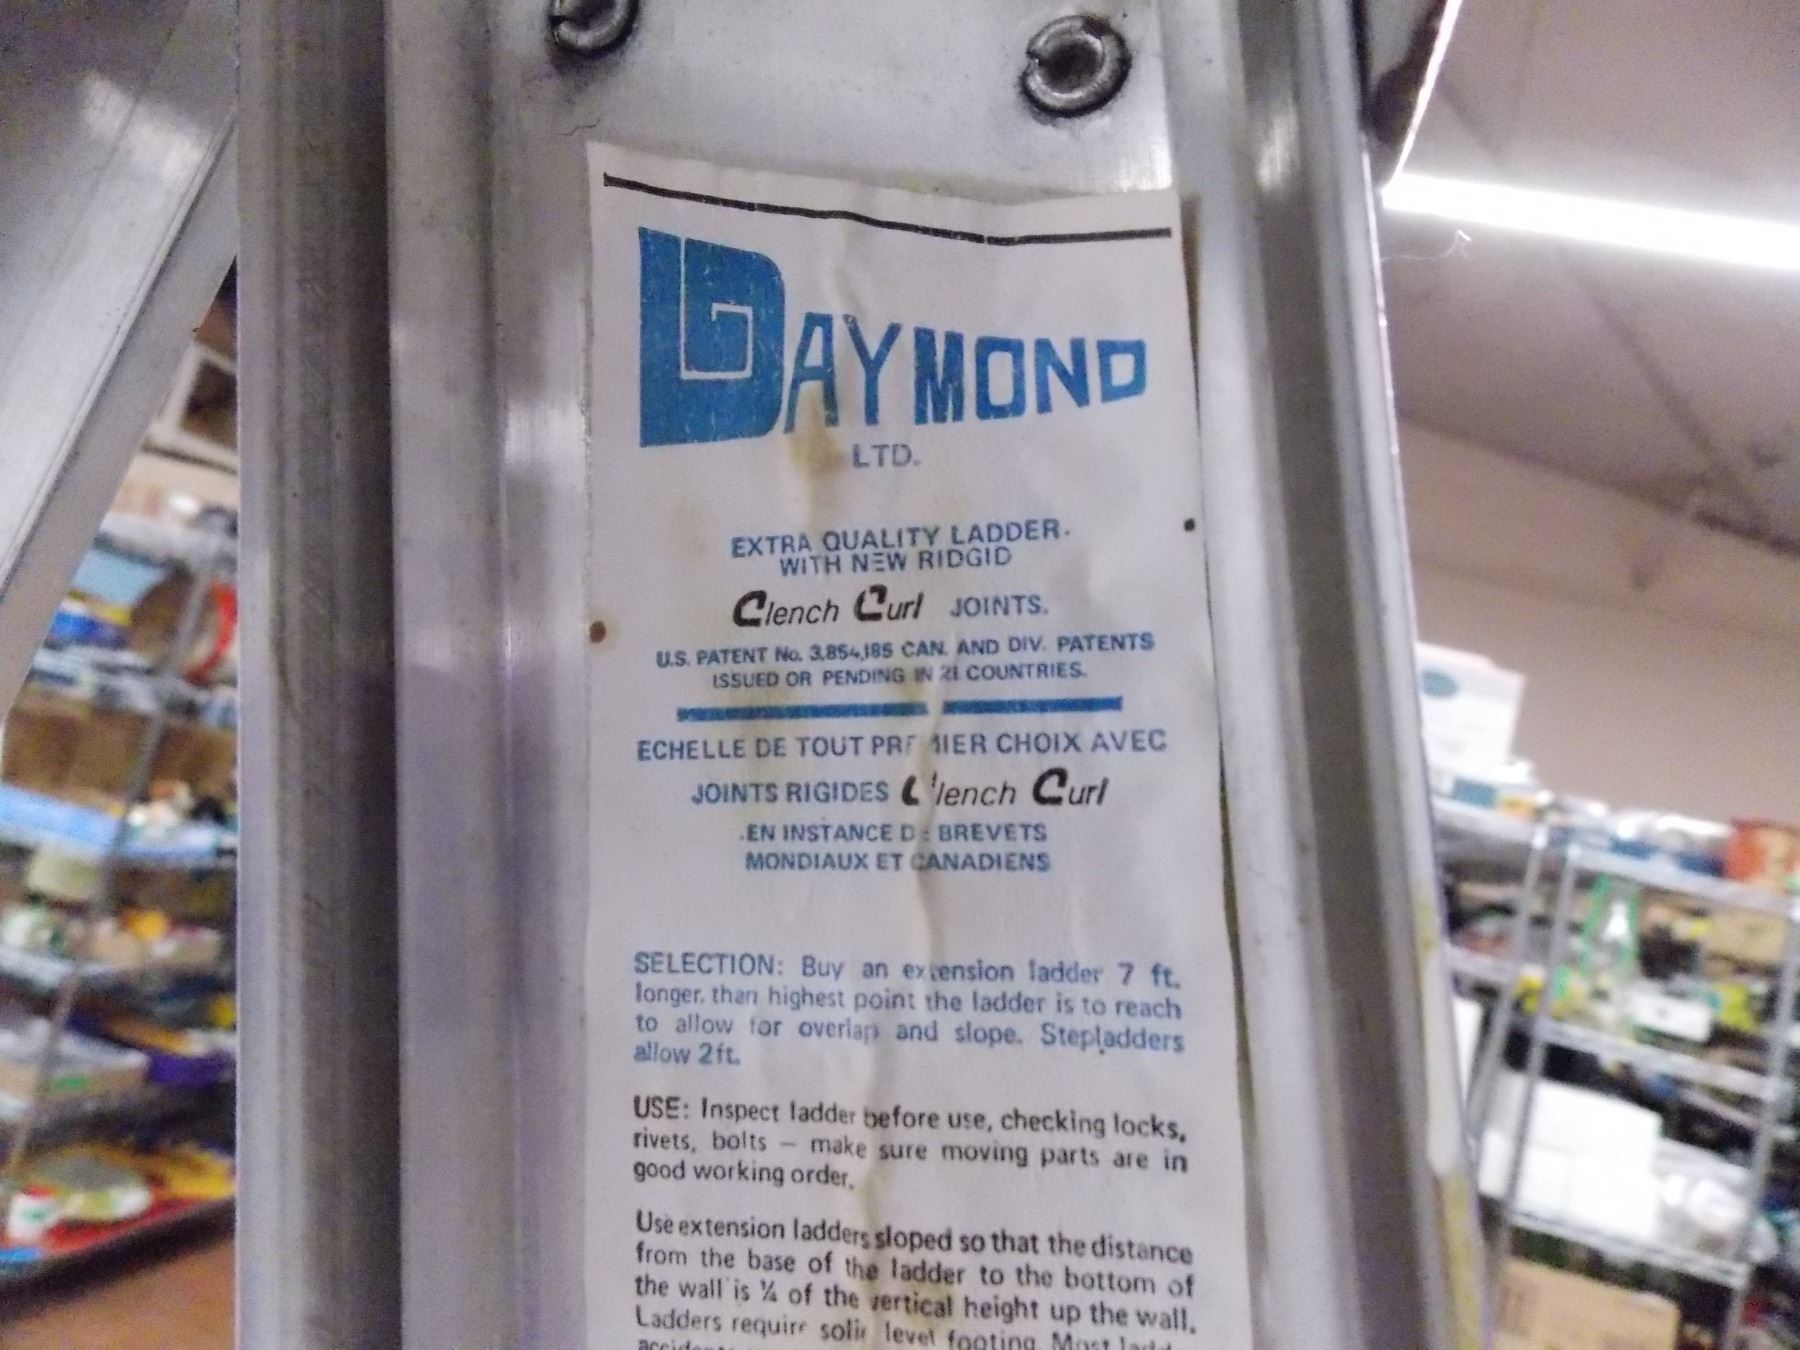 DAYMOND
LTD.
EXTRA QUALITY LADDER.
WITH NEW RIDGID
Clench Curl JOINTS.
U.S. PATENT No. 3,854,185 CAN. AND DIV. PATENTS
ISSUED OR PENDING IN 21 COUNTRIES.
ECHELLE DE TOUT PREMIER CHOIX AVEC
JOINTS RIGIDES Clench Curl
EN INSTANCE DE BREVETS
MONDIAUX ET CANADIENS
SELECTION: Buy an extension ladder 7 ft.
longer. than highest point the ladder is to reach
to allow for overlap and slope. Stepladders
allow 2ft.
USE: Inspect ladder before use, checking locks,
rivets, bolts — make sure moving parts are in
good working order.
Use extension ladders sloped so that the distance
from the base of the ladder to the bottom of
the wall is ¼ of the vertical height up the wall.
Ladders require solid level footing. Most